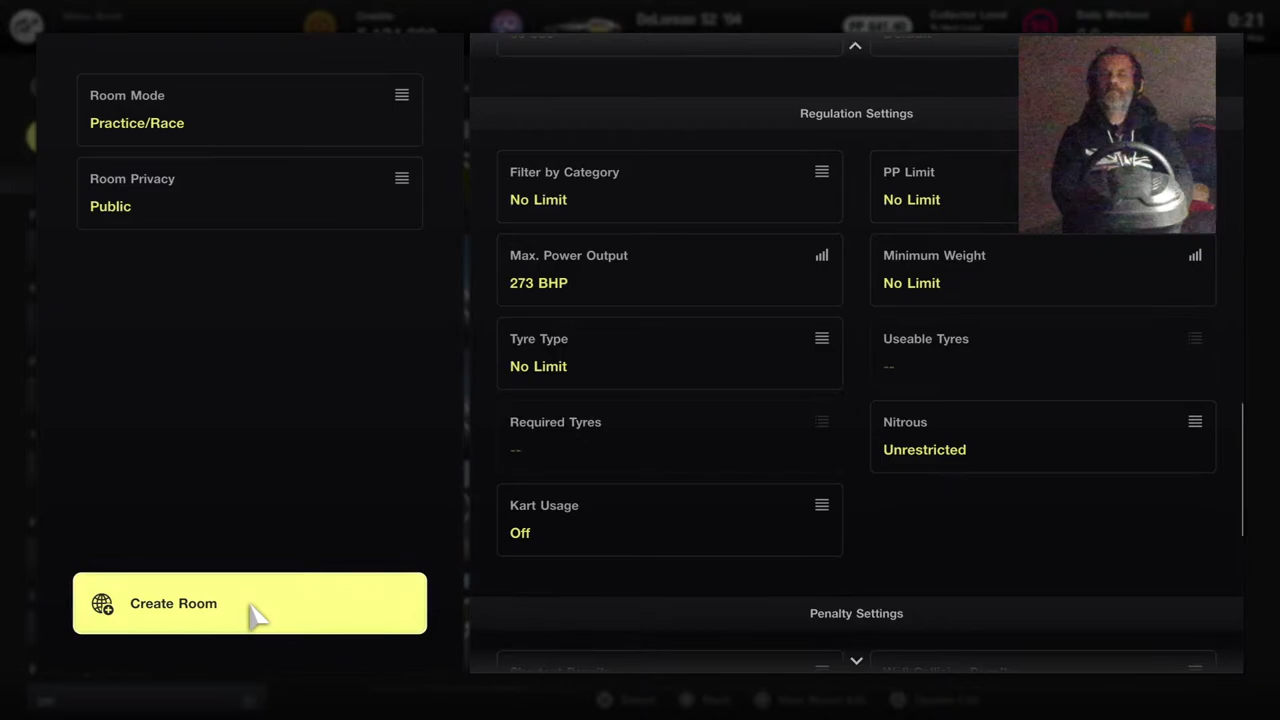 DeLorean S2 '04
0:21
Room Mode
Practice/Race
Room Privacy
Public
Create Room
Regulation Settings
Filter by Category
No Limit
PP Limit
No Limit
Max. Power Output
273 BHP
Minimum Weight
No Limit
Tyre Type
No Limit
Useable Tyres
--
Required Tyres
--
Nitrous
Unrestricted
Kart Usage
Off
Penalty Settings